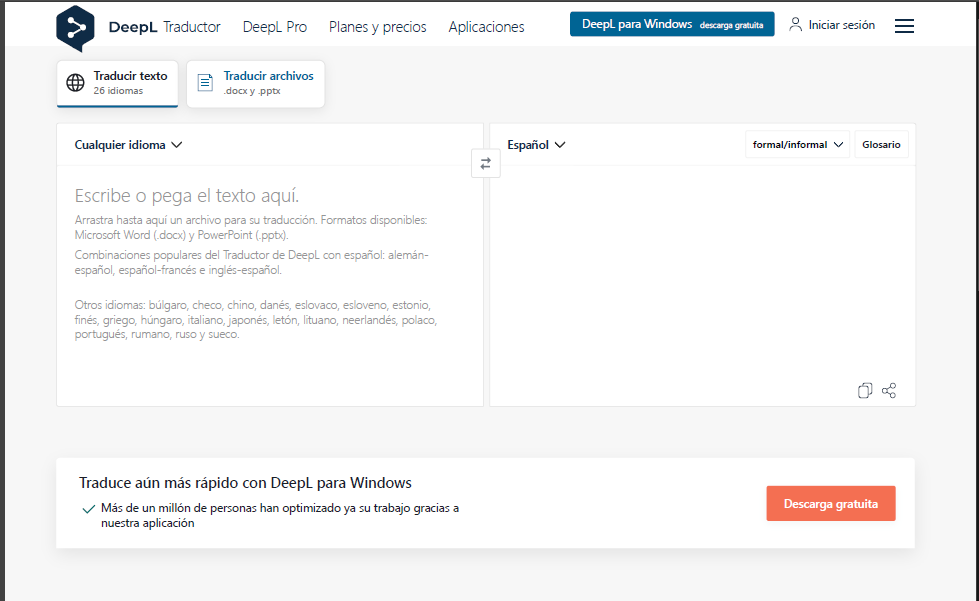 DeepL Traductor DeepL Pro Planes y precios Aplicaciones DeepL para Windows descarga gratuita Iniciar sesión
Traducir texto
26 idiomas
Traducir archivos
.docx y .pptx
Cualquier idioma
Español
formal/informal
Glosario
Escribe o pega el texto aquí.
Arrastra hasta aquí un archivo para su traducción. Formatos disponibles:
Microsoft Word (.docx) y PowerPoint (.pptx).
Combinaciones populares del Traductor de DeepL con español: alemán-
español, español-francés e inglés-español.
Otros idiomas: búlgaro, checo, chino, danés, eslovaco, esloveno, estonio,
finés, griego, húngaro, italiano, japonés, letón, lituano, neerlandés, polaco,
portugués, rumano, ruso y sueco.
Traduce aún más rápido con DeepL para Windows
Más de un millón de personas han optimizado ya su trabajo gracias a
nuestra aplicación
Descarga gratuita